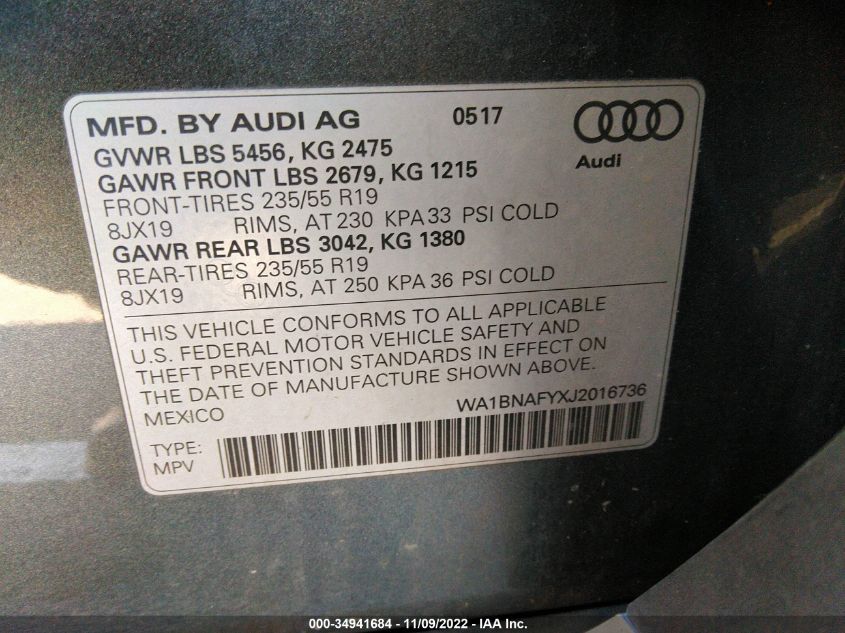 MFD. BY AUDI AG 0517
GVWR LBS 5456, KG 2475
Audi
GAWR FRONT LBS 2679, KG 1215
FRONT-TIRES 235/55 R19
8JX19 RIMS, AT 230 KPA 33 PSI COLD
GAWR REAR LBS 3042, KG 1380
REAR-TIRES 235/55 R19
8JX19 RIMS, AT 250 KPA 36 PSI COLD
THIS VEHICLE CONFORMS TO ALL APPLICABLE
U.S. FEDERAL MOTOR VEHICLE SAFETY AND
THEFT PREVENTION STANDARDS IN EFFECT ON
THE DATE OF MANUFACTURE SHOWN ABOVE.
MEXICO WA1BNAFYXJ2016736
TYPE:
MPV
000-34941684 - 11/09/2022 - IAA Inc.